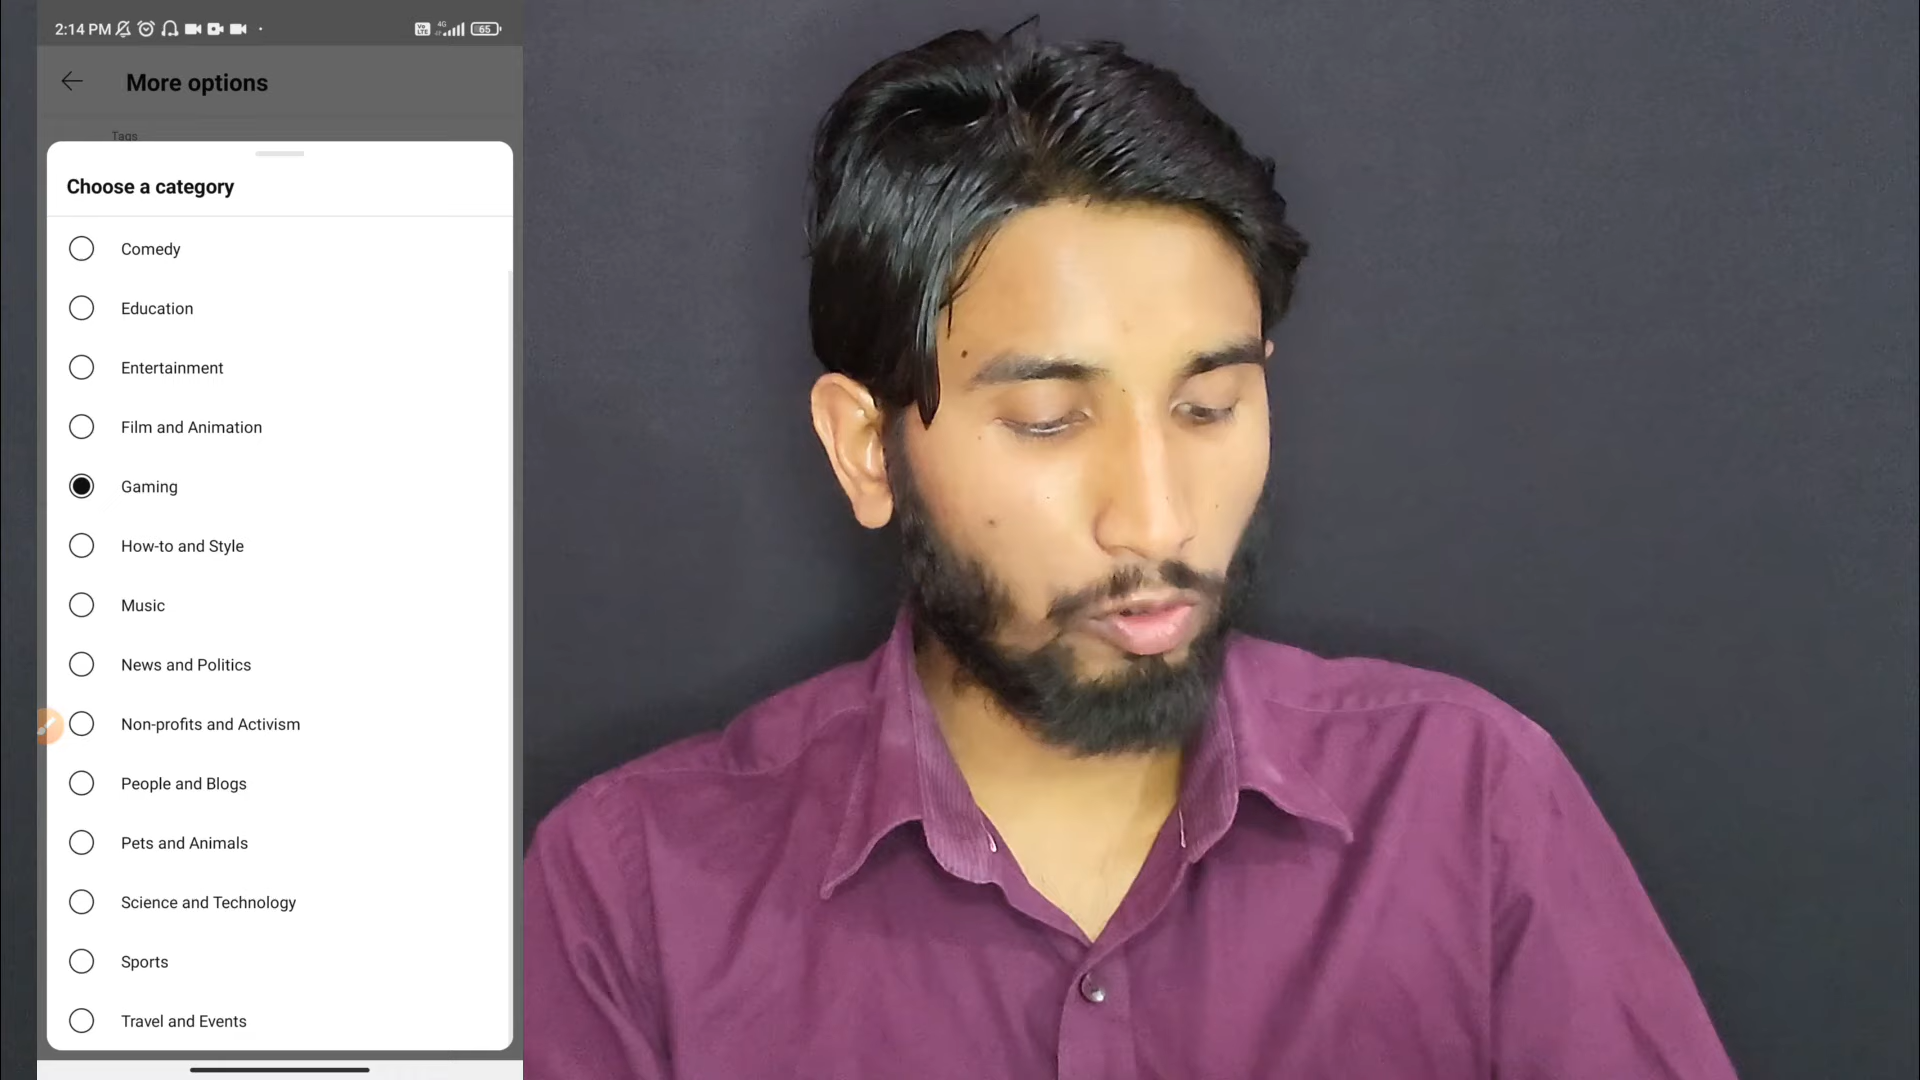 2:14 PM
4G
65
More options
Tags
Choose a category
Comedy
Education
Entertainment
Film and Animation
Gaming
How-to and Style
Music
News and Politics
Non-profits and Activism
People and Blogs
Pets and Animals
Science and Technology
Sports
Travel and Events